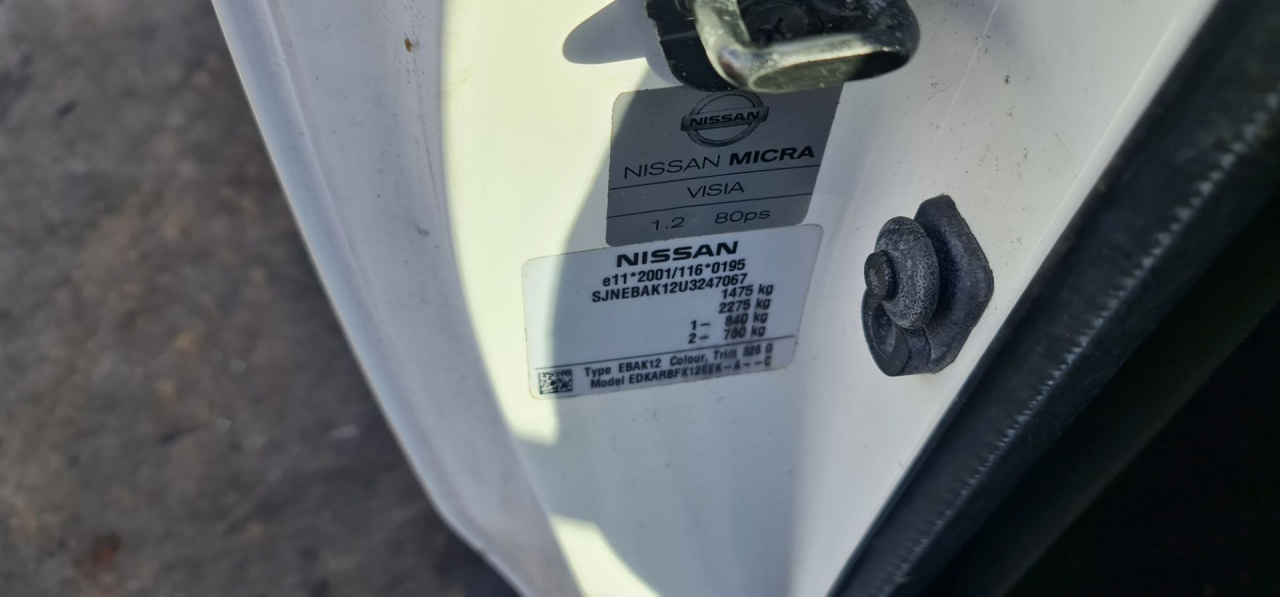 NISSAN
NISSAN MICRA
VISIA
1.2 80ps
NISSAN
e11*2001/116*0195
SJNEBAK12U3247067
1475 kg
2275 kg
1- 840 kg
2- 780 kg
Type EBAK12 Colour, Trim 326 G
Model EDKARBFK12EEK-A--C